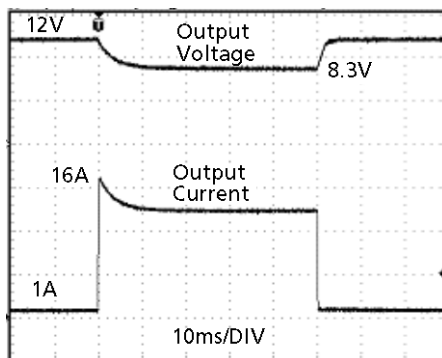 12V
Output
Voltage
8.3V
16A
Output
Current
1A
10ms/DIV